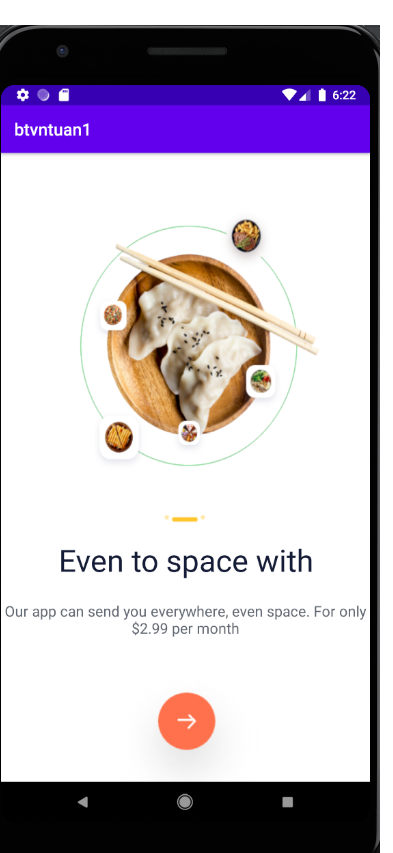 6:22
btvntuan1
Even to space with
Our app can send you everywhere, even space. For only
$2.99 per month